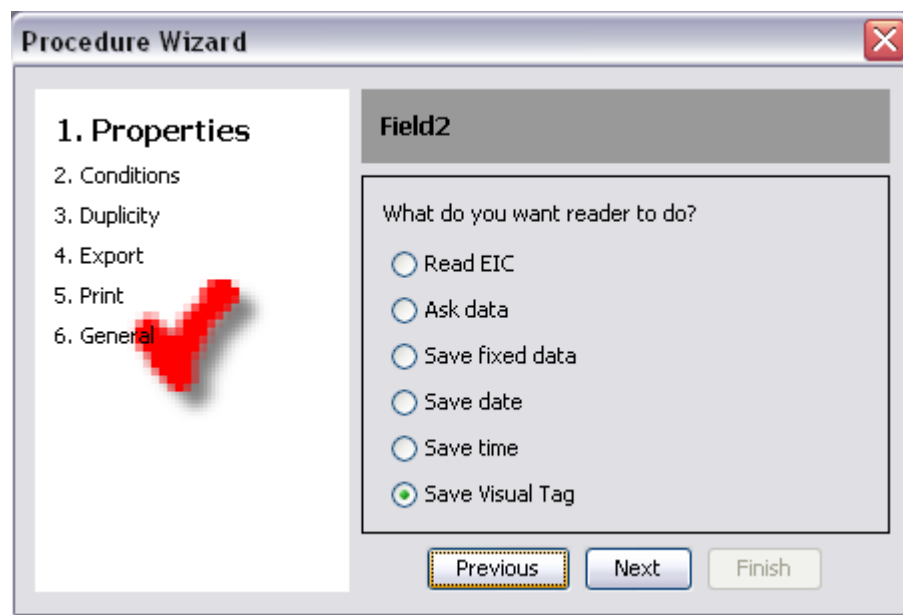 Procedure Wizard
1. Properties
2. Conditions
3. Duplicity
4. Export
5. Print
6. General
Field2
What do you want reader to do?
Read EIC
Ask data
Save fixed data
Save date
Save time
Save Visual Tag
Previous Next Finish